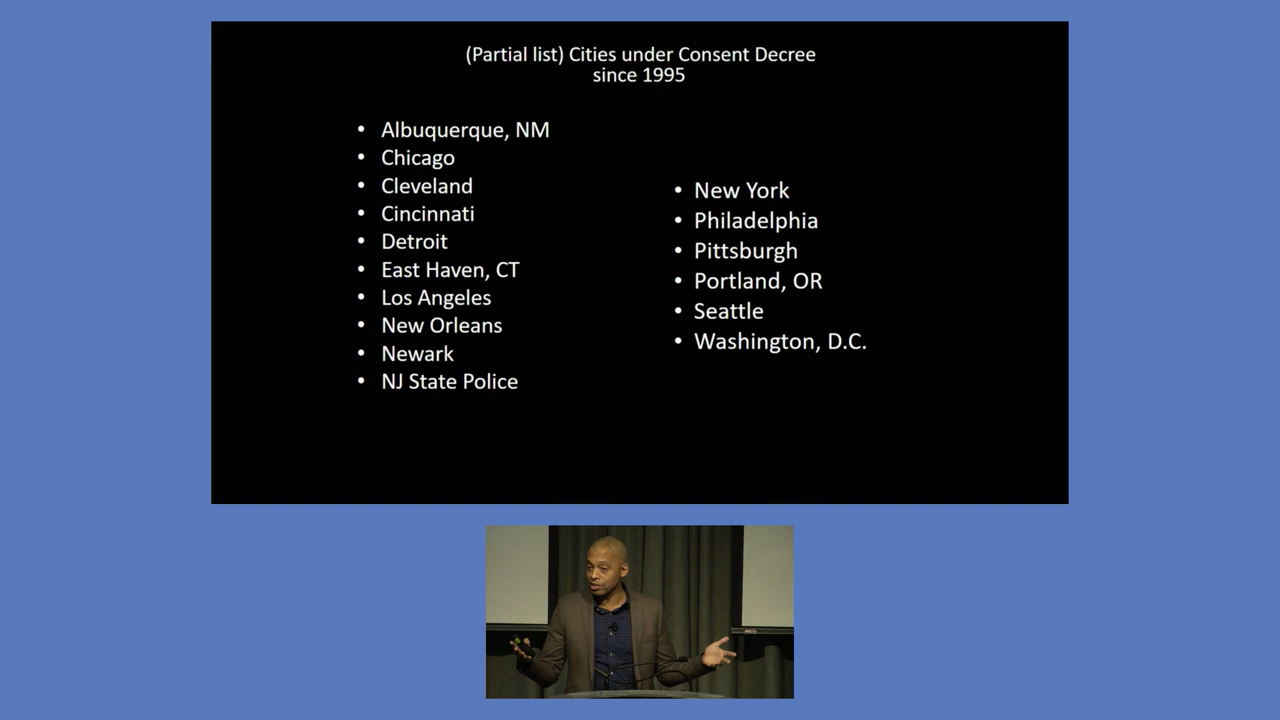 (Partial list) Cities under Consent Decree
since 1995
• Albuquerque, NM
• Chicago
• Cleveland
• Cincinnati
• Detroit
• East Haven, CT
• Los Angeles
• New Orleans
• Newark
• NJ State Police
• New York
• Philadelphia
• Pittsburgh
• Portland, OR
• Seattle
• Washington, D.C.